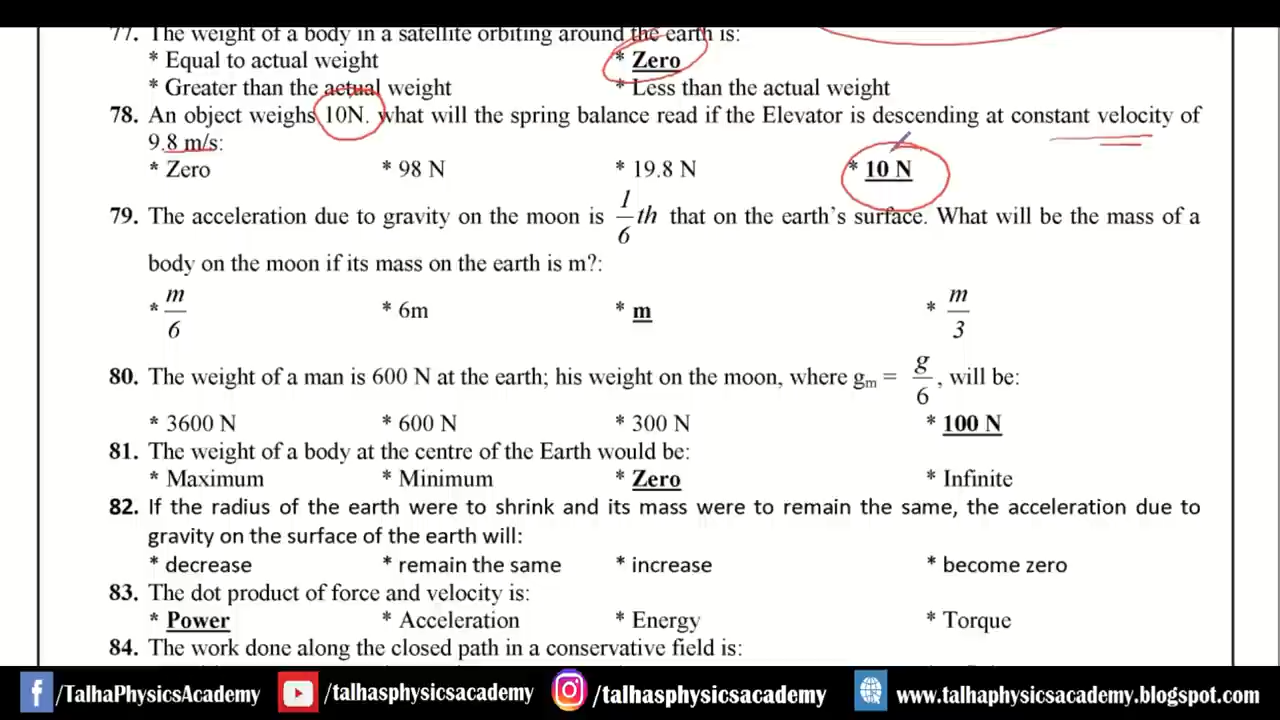 77. The weight of a body in a satellite orbiting around the earth is:
* Equal to actual weight * Zero
* Greater than the actual weight * Less than the actual weight
78. An object weighs 10N. what will the spring balance read if the Elevator is descending at constant velocity of
9.8 m/s:
* Zero * 98 N * 19.8 N * 10 N
79. The acceleration due to gravity on the moon is 1/6 th that on the earth's surface. What will be the mass of a
body on the moon if its mass on the earth is m?:
* m/6 * 6m * m * m/3
80. The weight of a man is 600 N at the earth; his weight on the moon, where gm = g/6, will be:
* 3600 N * 600 N * 300 N * 100 N
81. The weight of a body at the centre of the Earth would be:
* Maximum * Minimum * Zero * Infinite
82. If the radius of the earth were to shrink and its mass were to remain the same, the acceleration due to
gravity on the surface of the earth will:
* decrease * remain the same * increase * become zero
83. The dot product of force and velocity is:
* Power * Acceleration * Energy * Torque
84. The work done along the closed path in a conservative field is:
/TalhaPhysicsAcademy /talhasphysicsacademy /talhasphysicsacademy www.talhaphysicsacademy.blogspot.com